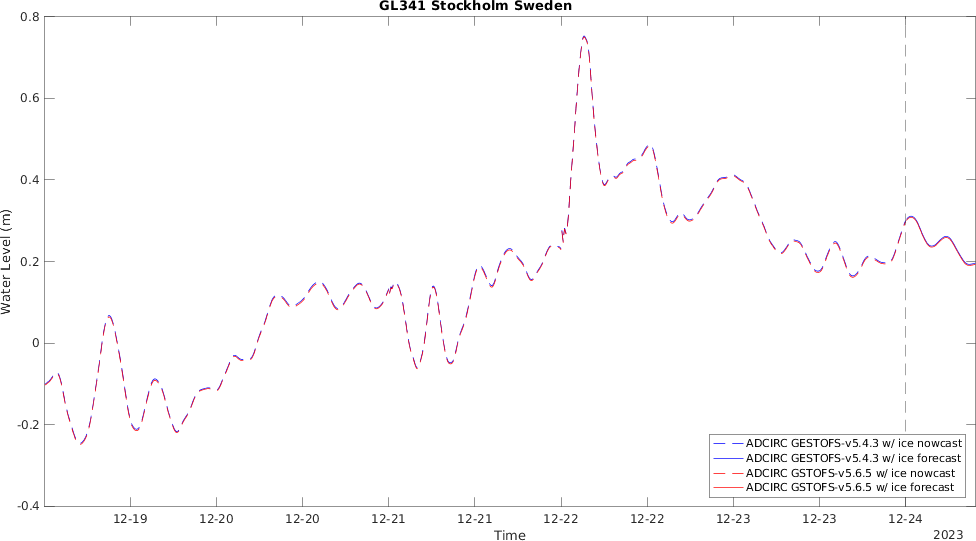 GL341 Stockholm Sweden
0.8
0.6
0.4
0.2
0
-0.2
-0.4
Water Level (m)
ADCIRC GESTOFS-v5.4.3 w/ ice nowcast
ADCIRC GESTOFS-v5.4.3 w/ ice forecast
ADCIRC GSTOFS-v5.6.5 w/ ice nowcast
ADCIRC GSTOFS-v5.6.5 w/ ice forecast
12-19 12-20 12-20 12-21 12-21 12-22 12-22 12-23 12-23 12-24
Time
2023